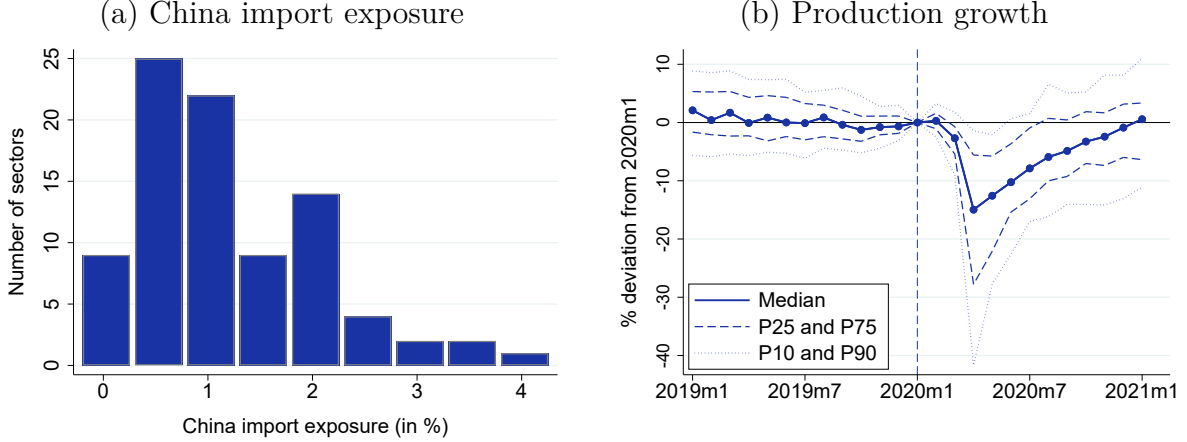 (a) China import exposure
25
20
15
10
5
0
Number of sectors
0 1 2 3 4
China import exposure (in %)
(b) Production growth
10
0
-10
-20
-30
-40
% deviation from 2020m1
Median
P25 and P75
P10 and P90
2019m1 2019m7 2020m1 2020m7 2021m1